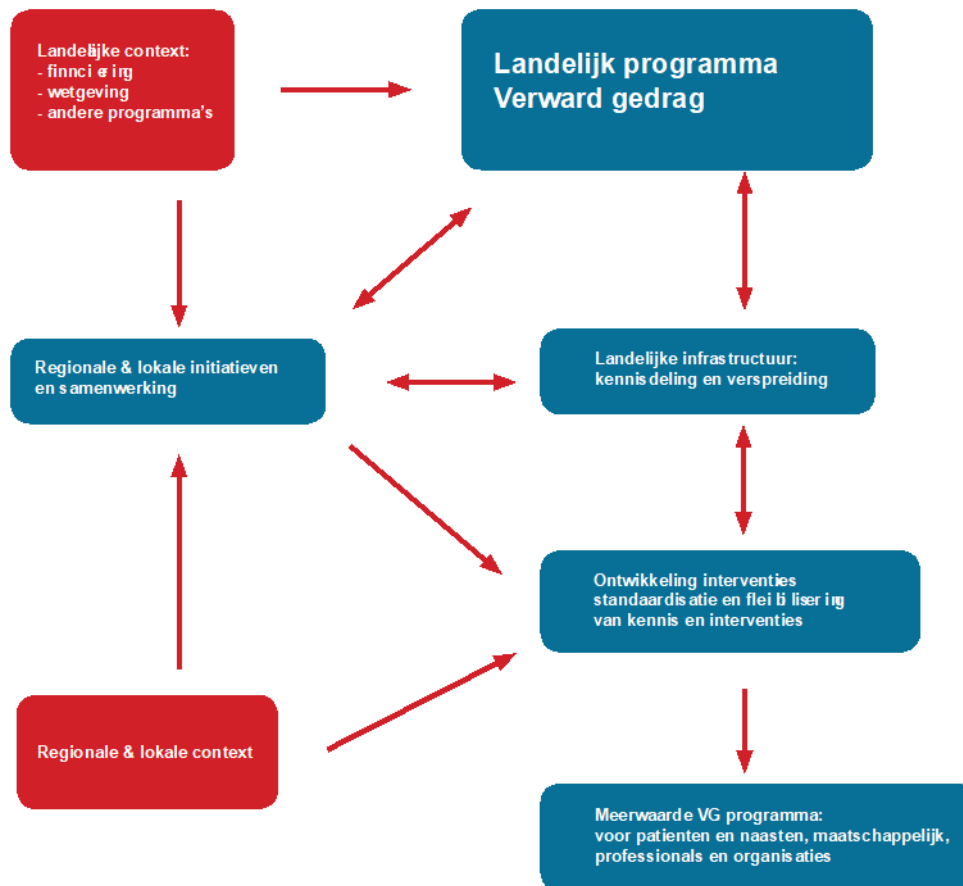 Landelijke context:
- finnciering
- wetgeving
- andere programma's
Landelijk programma
Verward gedrag
Regionale & lokale initiatieven
en samenwerking
Landelijke infrastructuur:
kennisdeling en verspreiding
Ontwikkeling interventies
standaardisatie en fleibilisering
van kennis en interventies
Regionale & lokale context
Meerwaarde VG programma:
voor patienten en naasten, maatschappelijk,
professionals en organisaties